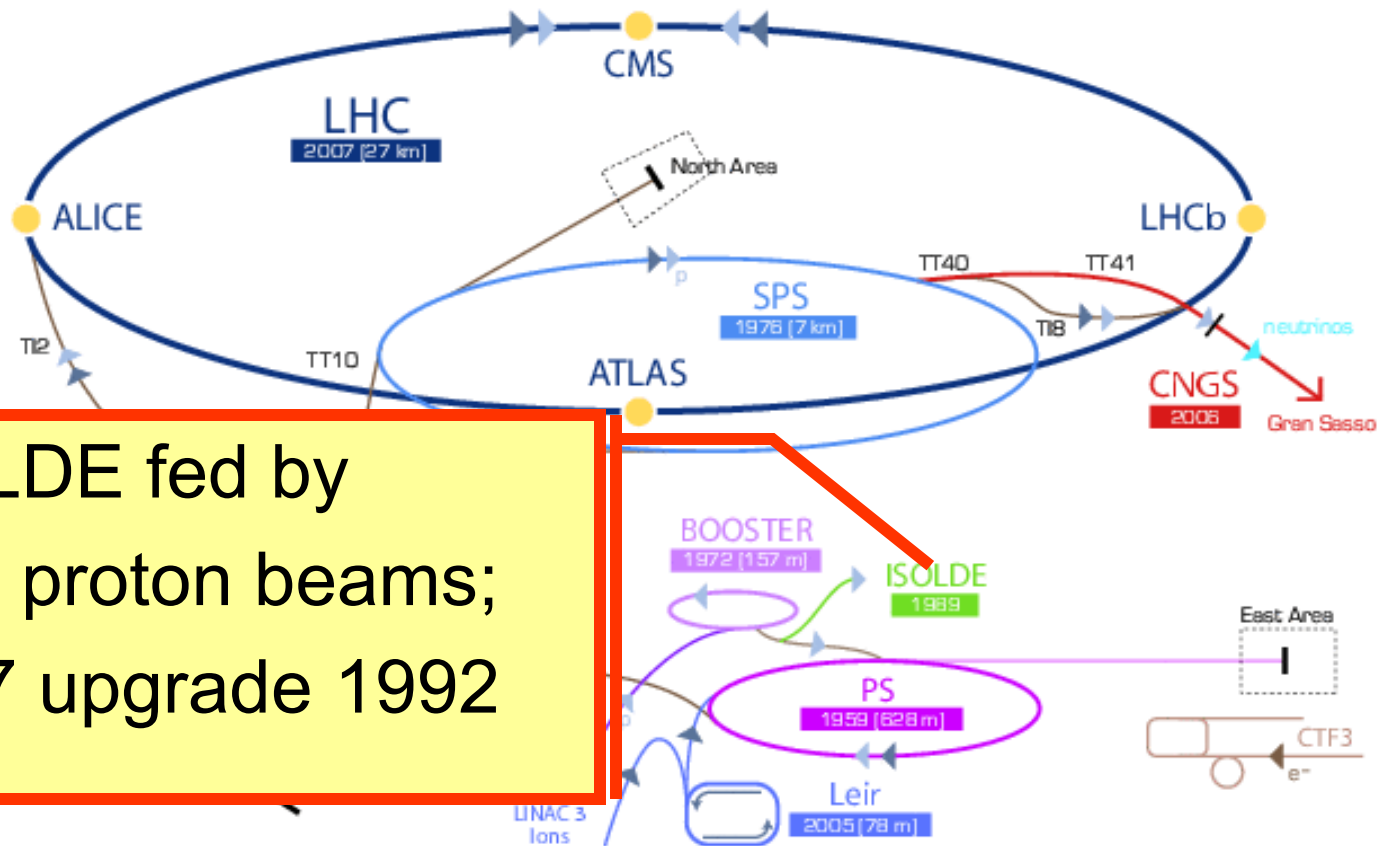 CMS
LHC
2007 [27 km]
North Area
ALICE
LHCb
TT40
TT41
p
SPS
1976 [7 km]
TI8
neutrinos
TI2
TT10
ATLAS
CNGS
2006
Gran Sasso
LDE fed by
proton beams;
7 upgrade 1992
BOOSTER
1972 [157 m]
ISOLDE
1989
East Area
PS
1959 [628 m]
CTF3
e-
Leir
2005 [78 m]
LINAC 3
Ions